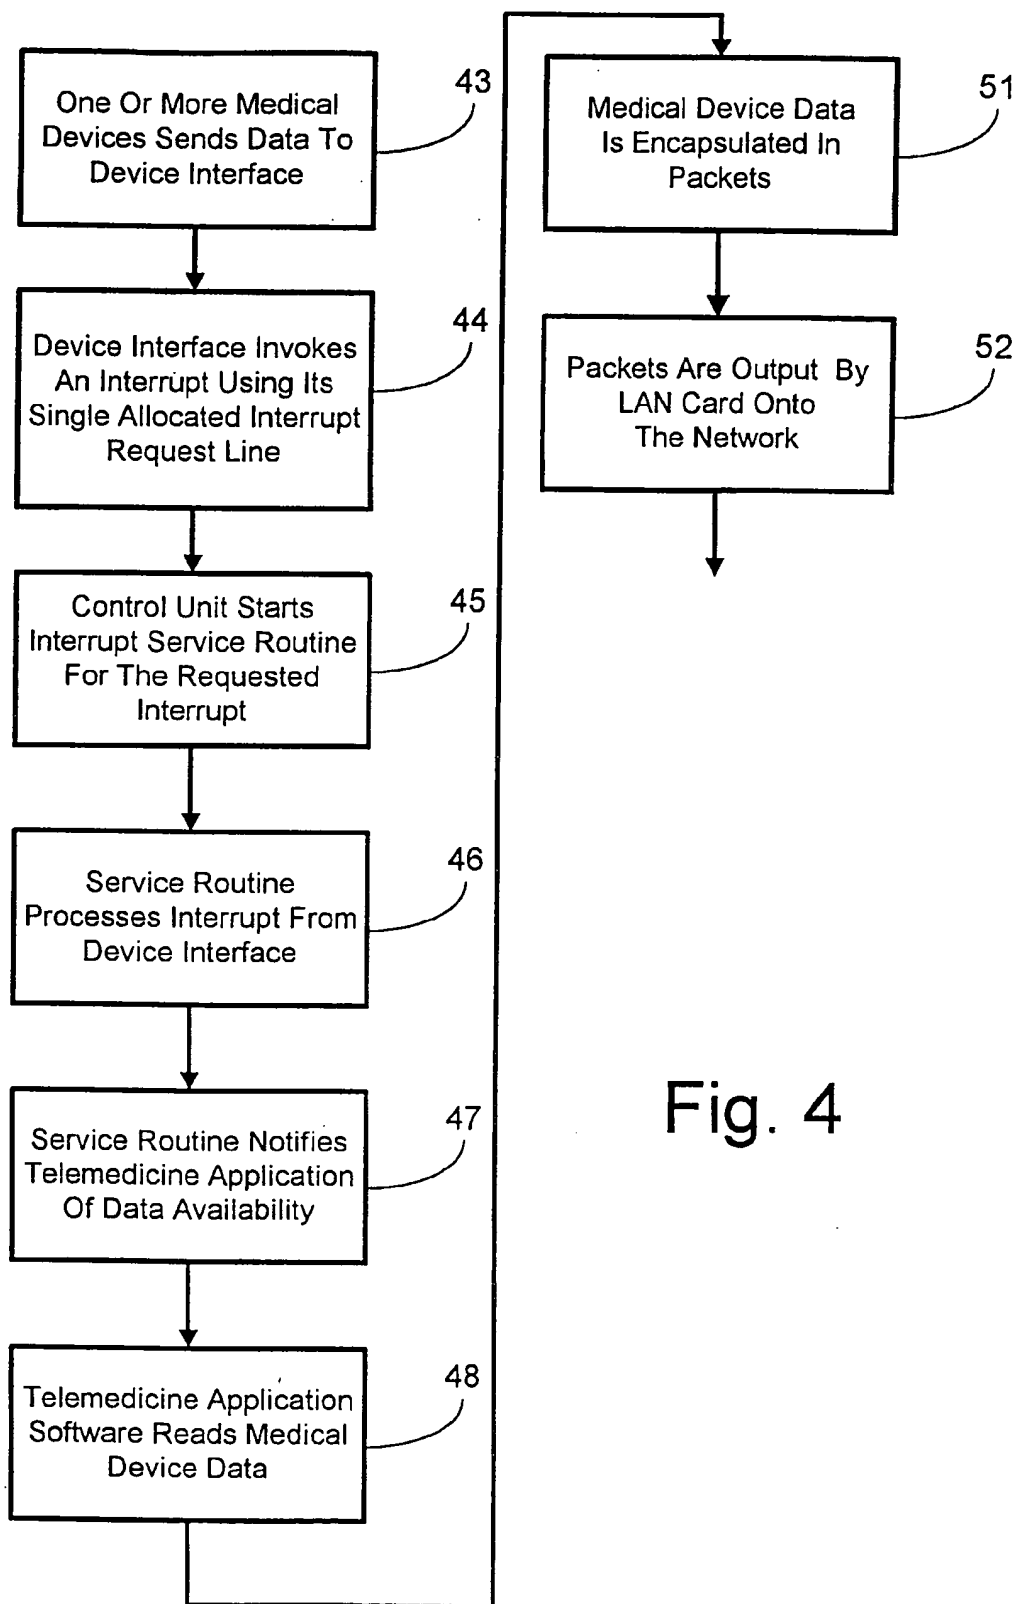 One Or More Medical
Devices Sends Data To
Device Interface
43
Device Interface Invokes
An Interrupt Using Its
Single Allocated Interrupt
Request Line
44
Control Unit Starts
Interrupt Service Routine
For The Requested
Interrupt
45
Service Routine
Processes Interrupt From
Device Interface
46
Service Routine Notifies
Telemedicine Application
Of Data Availability
47
Telemedicine Application
Software Reads Medical
Device Data
48
Medical Device Data
Is Encapsulated In
Packets
51
Packets Are Output By
LAN Card Onto
The Network
52
Fig. 4